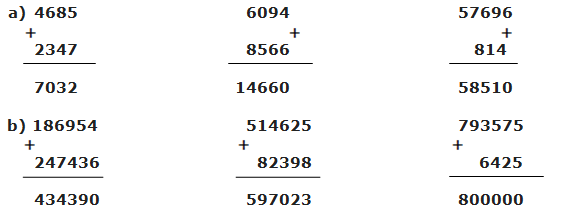 a) 4685 6094 57696
+ + +
2347 8566 814
7032 14660 58510
b) 186954 514625 793575
+ + +
247436 82398 6425
434390 597023 800000